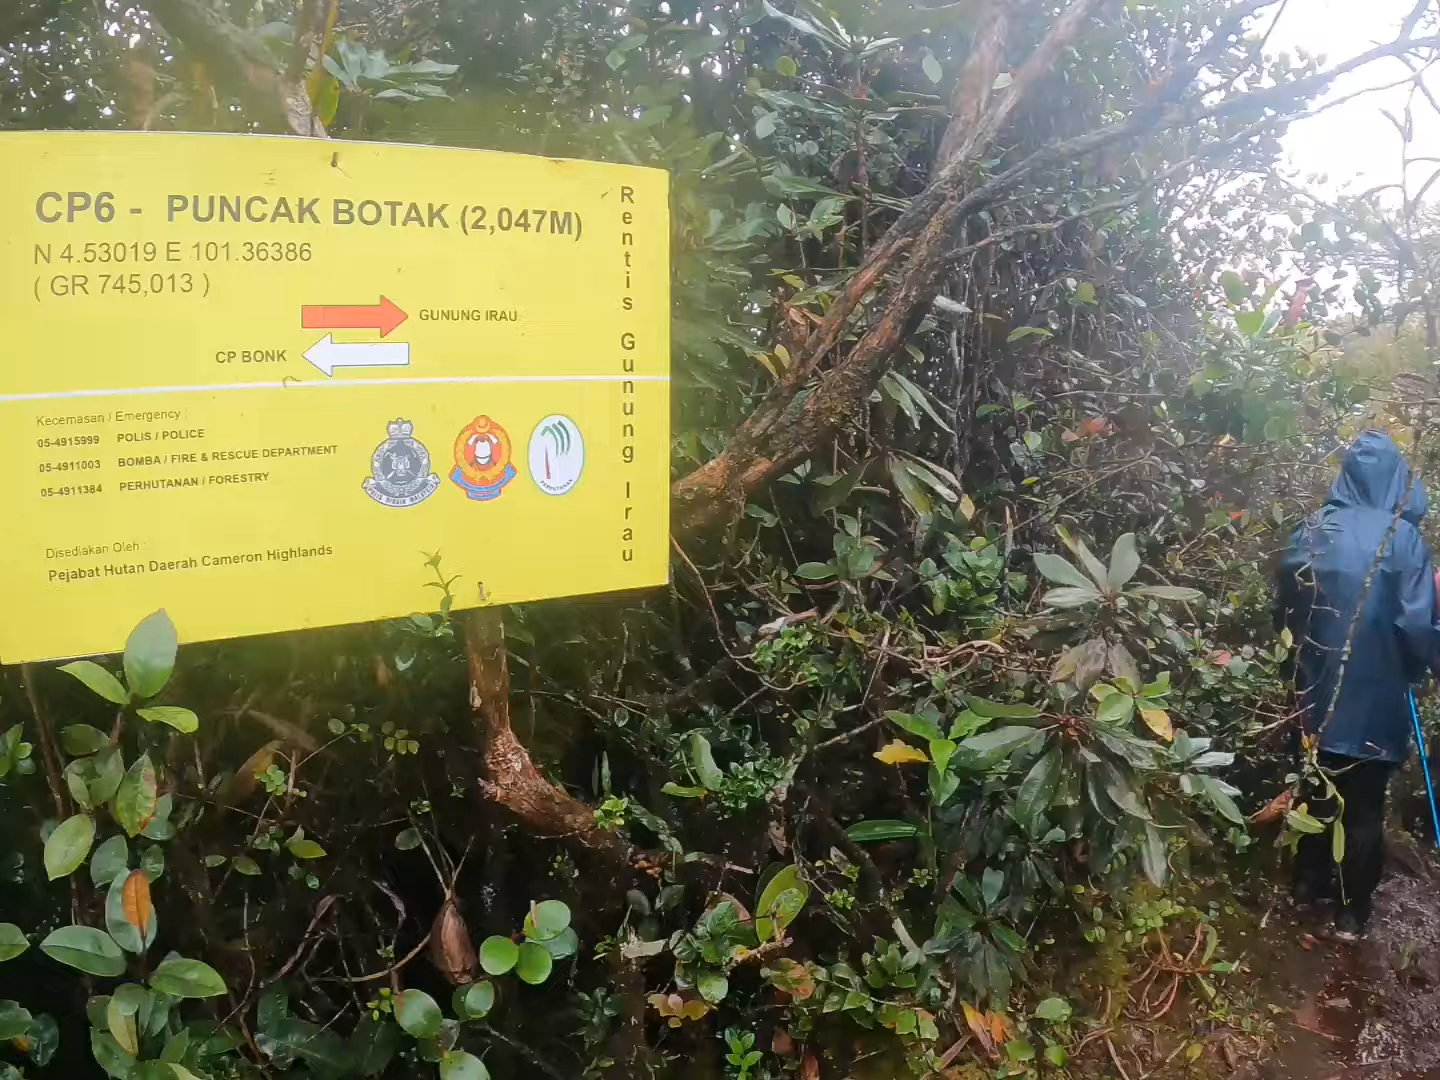 CP6 - PUNCAK BOTAK (2,047M)
N 4.53019 E 101.36386
( GR 745,013 )
GUNUNG IRAU
CP BONK
Kecemasan / Emergency :
05-4915999 POLIS / POLICE
05-4911003 BOMBA / FIRE & RESCUE DEPARTMENT
05-4911384 PERHUTANAN / FORESTRY
Disediakan Oleh :
Pejabat Hutan Daerah Cameron Highlands
Rentis Gunung Irau